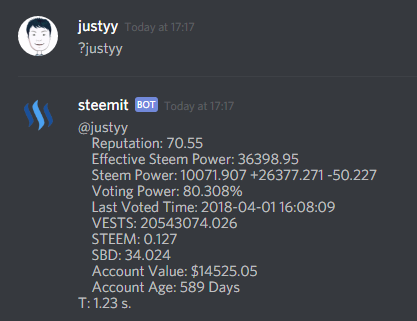 justyy Today at 17:17
?justyy
steemit BOT Today at 17:17
@justyy
Reputation: 70.55
Effective Steem Power: 36398.95
Steem Power: 10071.907 +26377.271 -50.227
Voting Power: 80.308%
Last Voted Time: 2018-04-01 16:08:09
VESTS: 20543074.026
STEEM: 0.127
SBD: 34.024
Account Value: $14525.05
Account Age: 589 Days
T: 1.23 s.